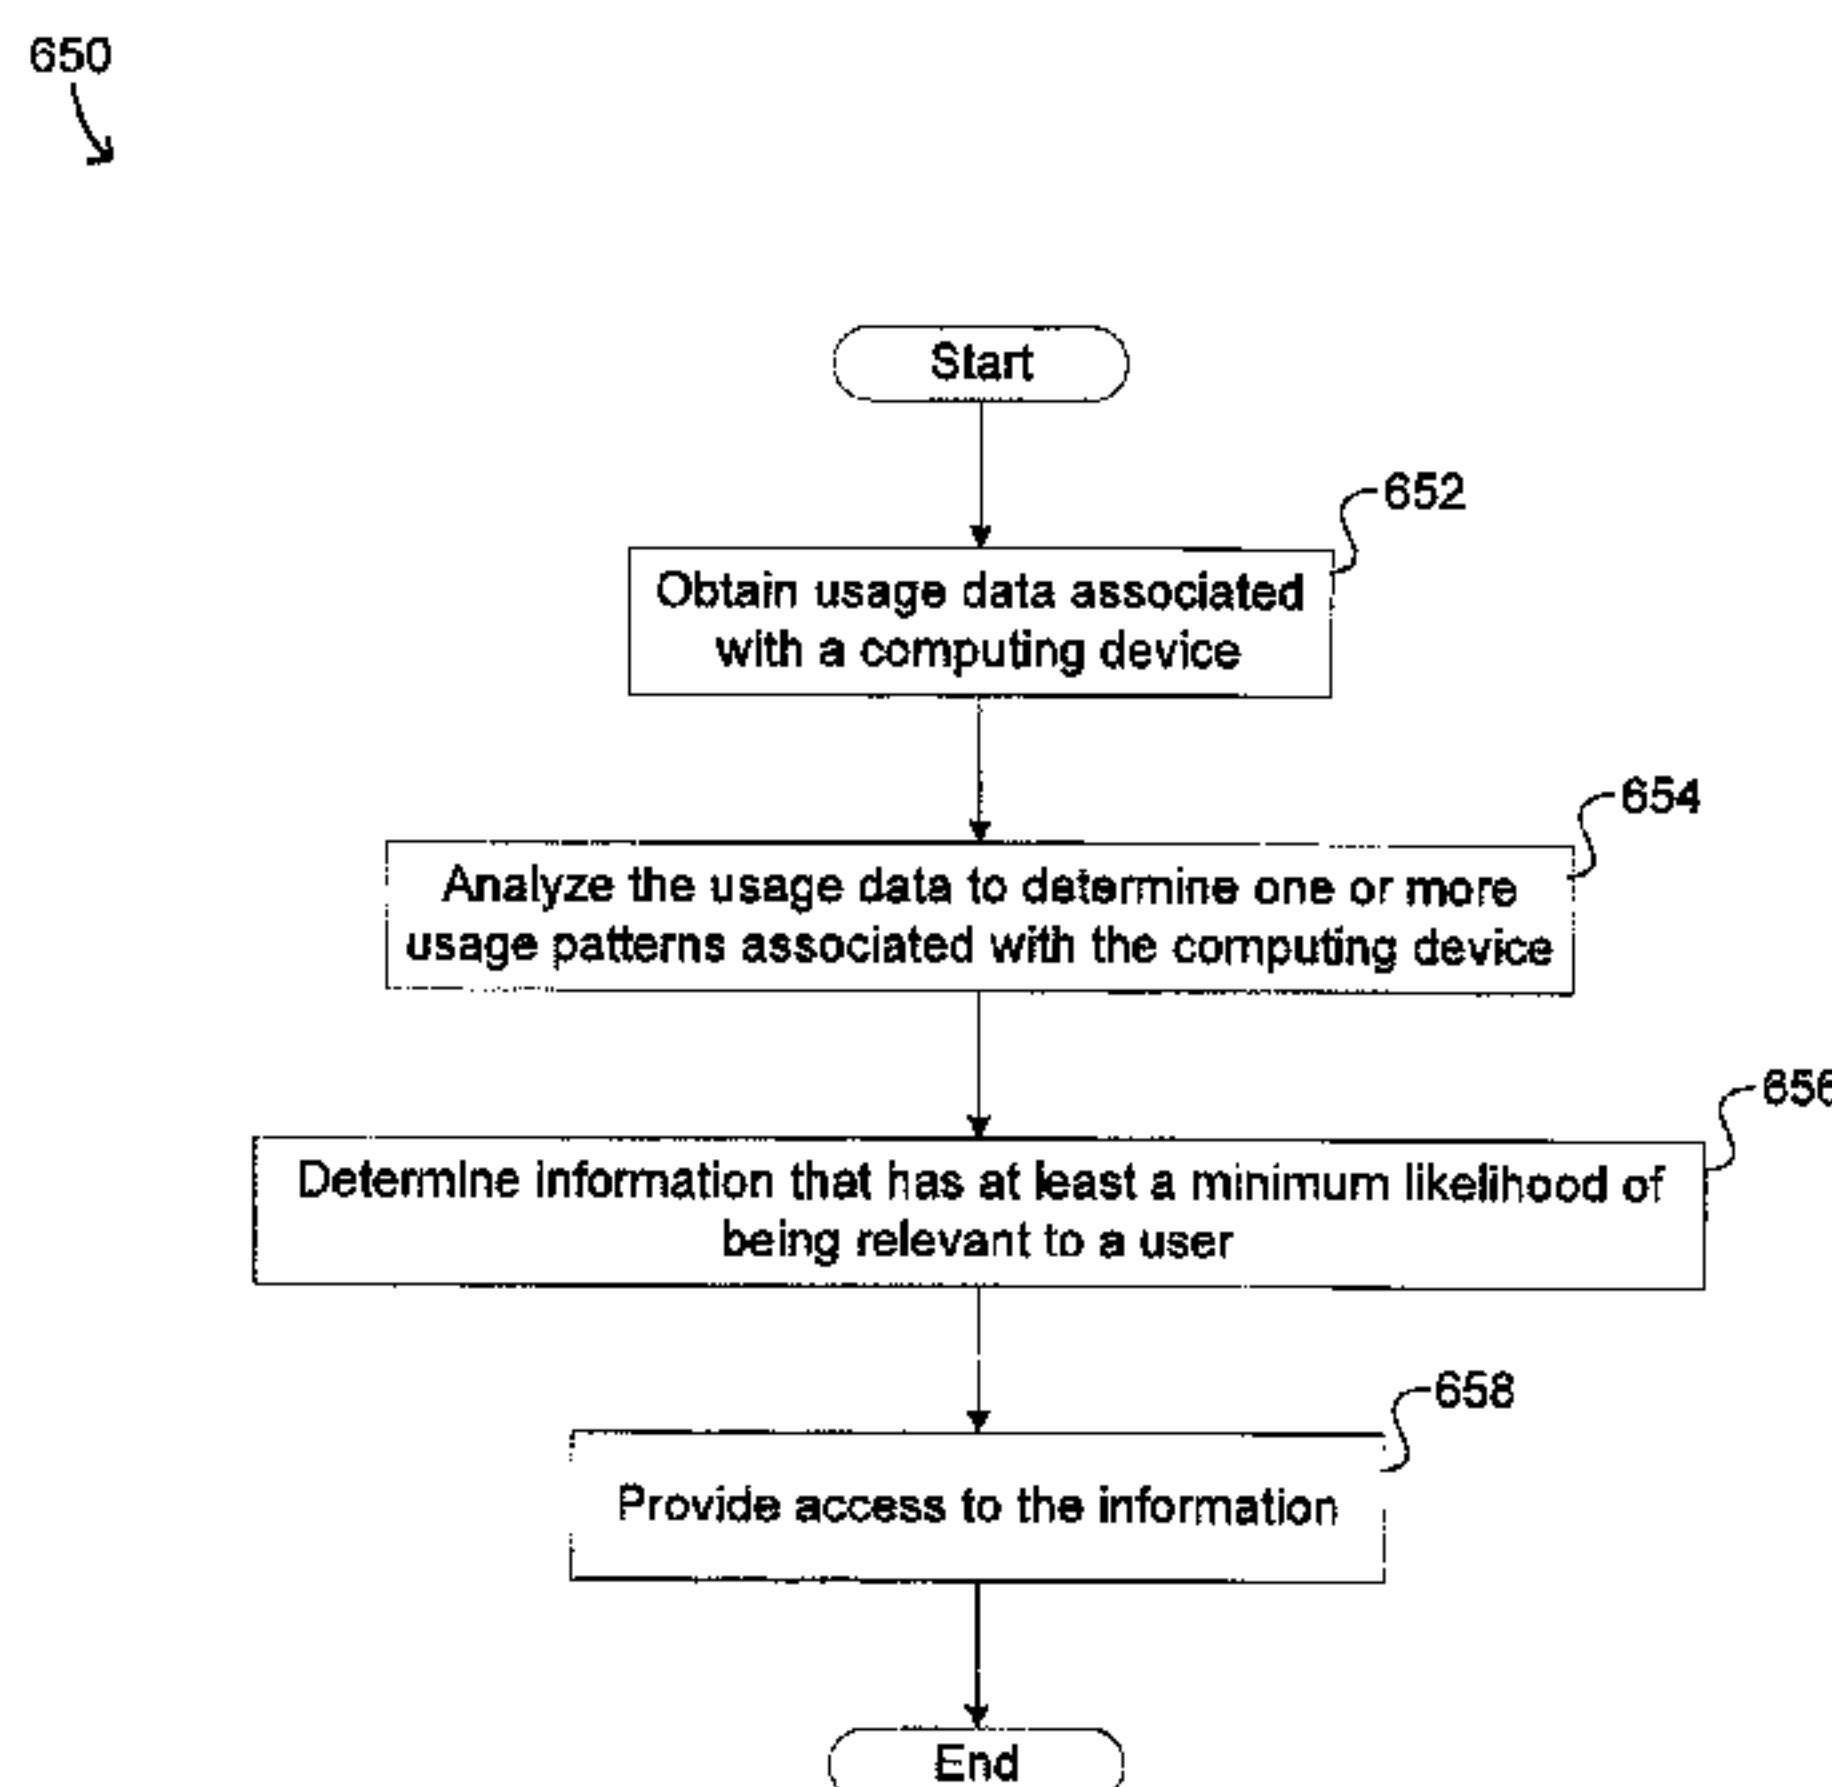 650
Start
652
Obtain usage data associated
with a computing device
654
Analyze the usage data to determine one or more
usage patterns associated with the computing device
656
Determine information that has at least a minimum likelihood of
being relevant to a user
658
Provide access to the information
End